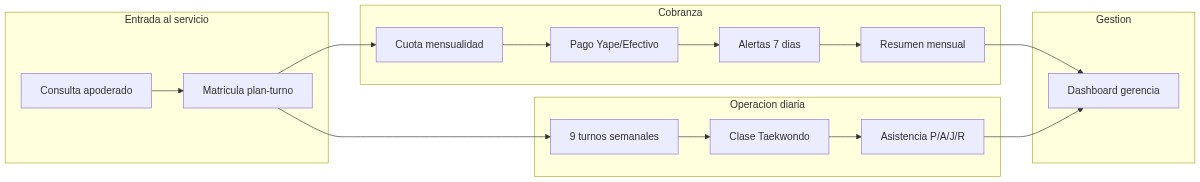 Entrada al servicio
Consulta apoderado
Matricula plan-turno
Cobranza
Cuota mensualidad
Pago Yape/Efectivo
Alertas 7 dias
Resumen mensual
Operacion diaria
9 turnos semanales
Clase Taekwondo
Asistencia P/A/J/R
Gestion
Dashboard gerencia